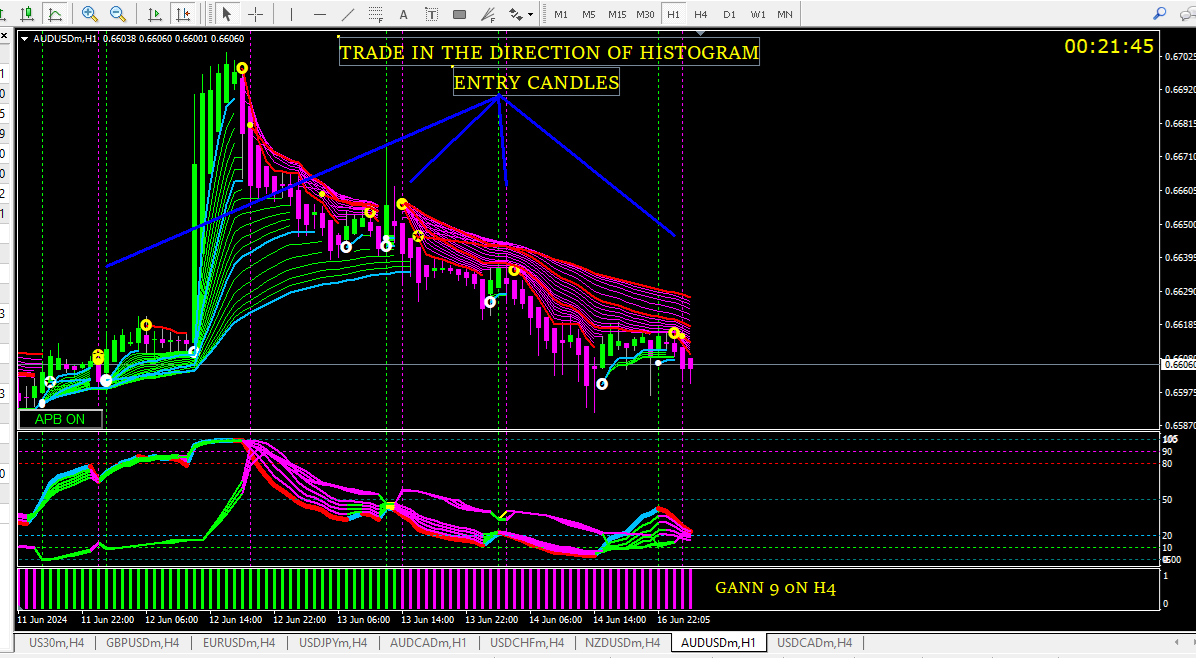 M1 M5 M15 M30 H1 H4 D1 W1 MN
AUDUSDm,H1 0.66038 0.66060 0.66001 0.66060
TRADE IN THE DIRECTION OF HISTOGRAM
ENTRY CANDLES
00:21:45
0.67025
0.66920
0.66815
0.66710
0.66605
0.66500
0.66395
0.66290
0.66185
0.66060
0.65975
0.65870
APB ON
90
80
50
20
10
1
0
GANN 9 ON H4
11 Jun 2024 11 Jun 22:00 12 Jun 06:00 12 Jun 14:00 12 Jun 22:00 13 Jun 06:00 13 Jun 14:00 13 Jun 22:00 14 Jun 06:00 14 Jun 14:00 16 Jun 22:05
US30m,H4 GBPUSDm,H4 EURUSDm,H4 USDJPYm,H4 AUDCADm,H1 USDCHFm,H4 NZDUSDm,H4 AUDUSDm,H1 USDCADm,H4